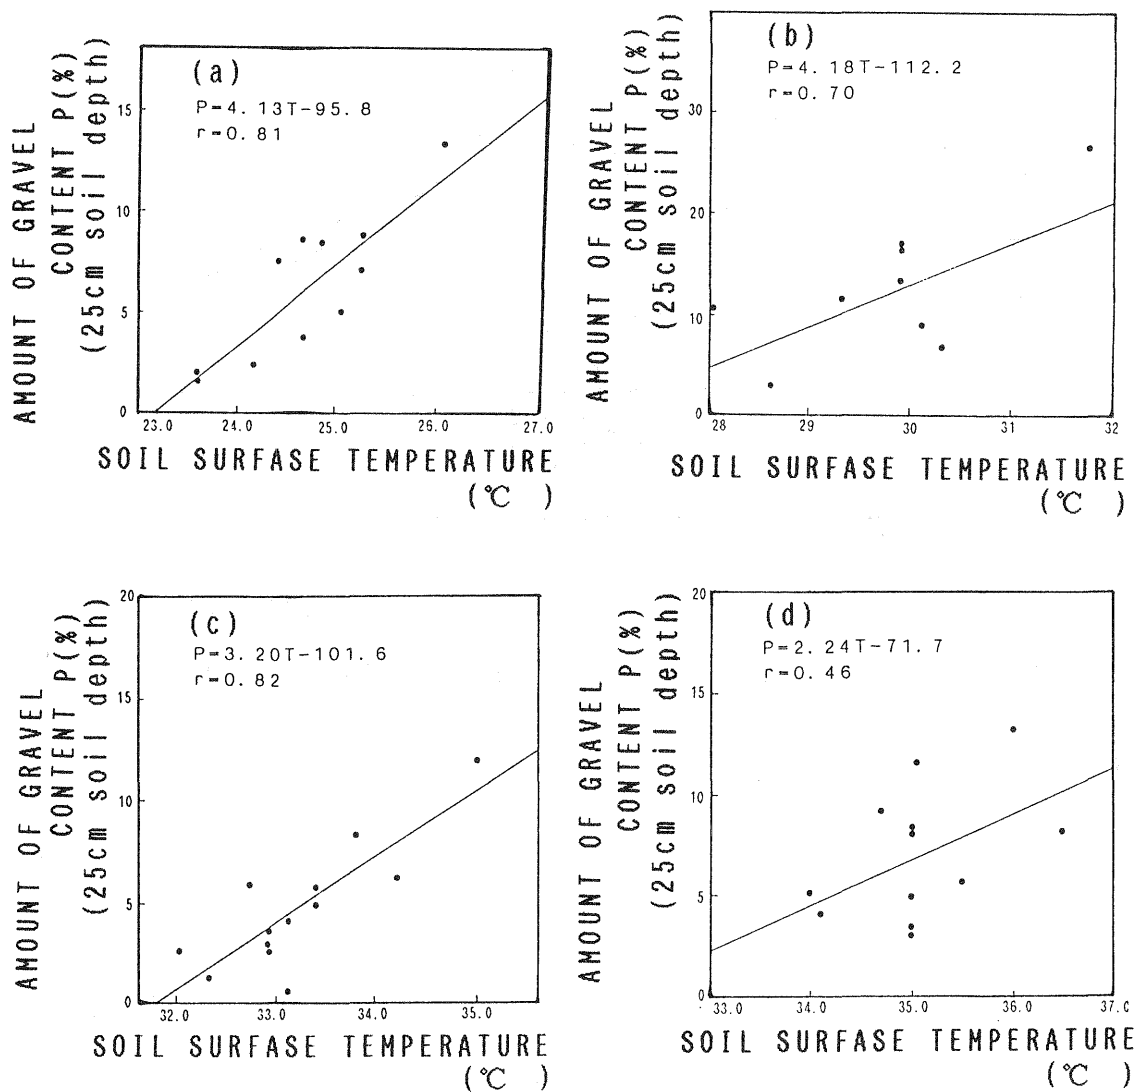 (a)
P=4.13T-95.8
r=0.81
AMOUNT OF GRAVEL
CONTENT P(%)
(25cm soil depth)
15
10
5
0
23.0 24.0 25.0 26.0 27.0
SOIL SURFASE TEMPERATURE
(℃ )
(b)
P=4.18T-112.2
r=0.70
AMOUNT OF GRAVEL
CONTENT P(%)
(25cm soil depth)
30
20
10
0
28 29 30 31 32
SOIL SURFASE TEMPERATURE
(℃ )
(c)
P=3.20T-101.6
r=0.82
AMOUNT OF GRAVEL
CONTENT P(%)
(25cm soil depth)
20
15
10
5
0
32.0 33.0 34.0 35.0
SOIL SURFASE TEMPERATURE
(℃ )
(d)
P=2.24T-71.7
r=0.46
AMOUNT OF GRAVEL
CONTENT P(%)
(25cm soil depth)
20
15
10
5
0
33.0 34.0 35.0 36.0 37.0
SOIL SURFASE TEMPERATURE
(℃ )